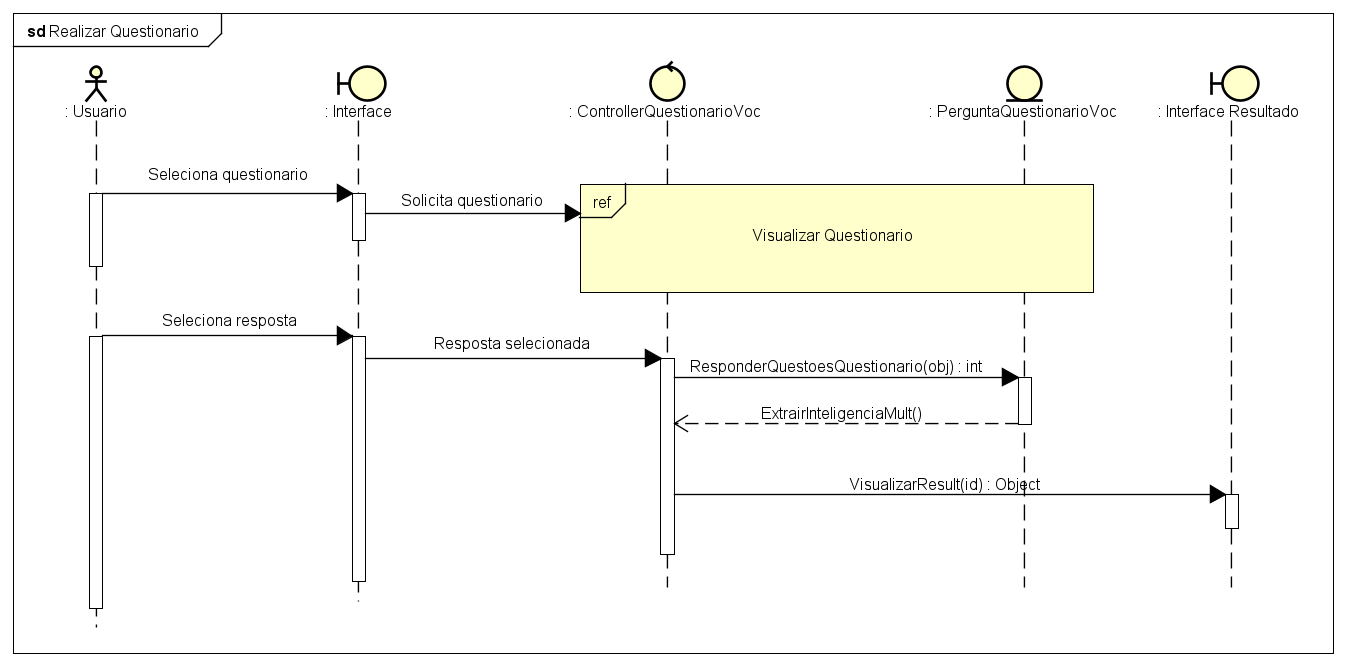 sd Realizar Questionario
: Usuario
: Interface
: ControllerQuestionarioVoc
: PerguntaQuestionarioVoc
: Interface Resultado
Seleciona questionario
Solicita questionario
ref
Visualizar Questionario
Seleciona resposta
Resposta selecionada
ResponderQuestoesQuestionario(obj) : int
ExtrairInteligenciaMult()
VisualizarResult(id) : Object